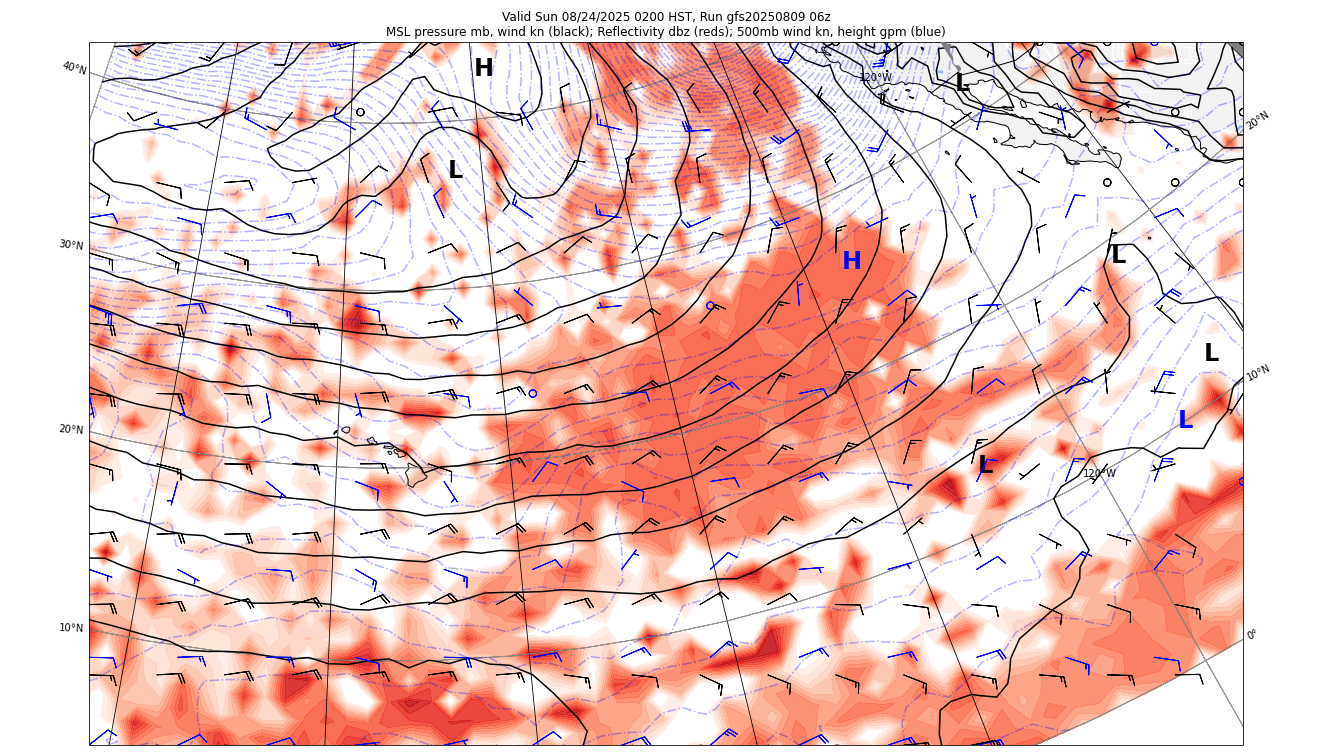 Valid Sun 08/24/2025 0200 HST, Run gfs20250809 06z
MSL pressure mb, wind kn (black); Reflectivity dbz (reds); 500mb wind kn, height gpm (blue)
40°N
H
120°W
L
20°N
L
30°N
H
L
L
10°N
L
20°N
L
120°W
10°N
0°